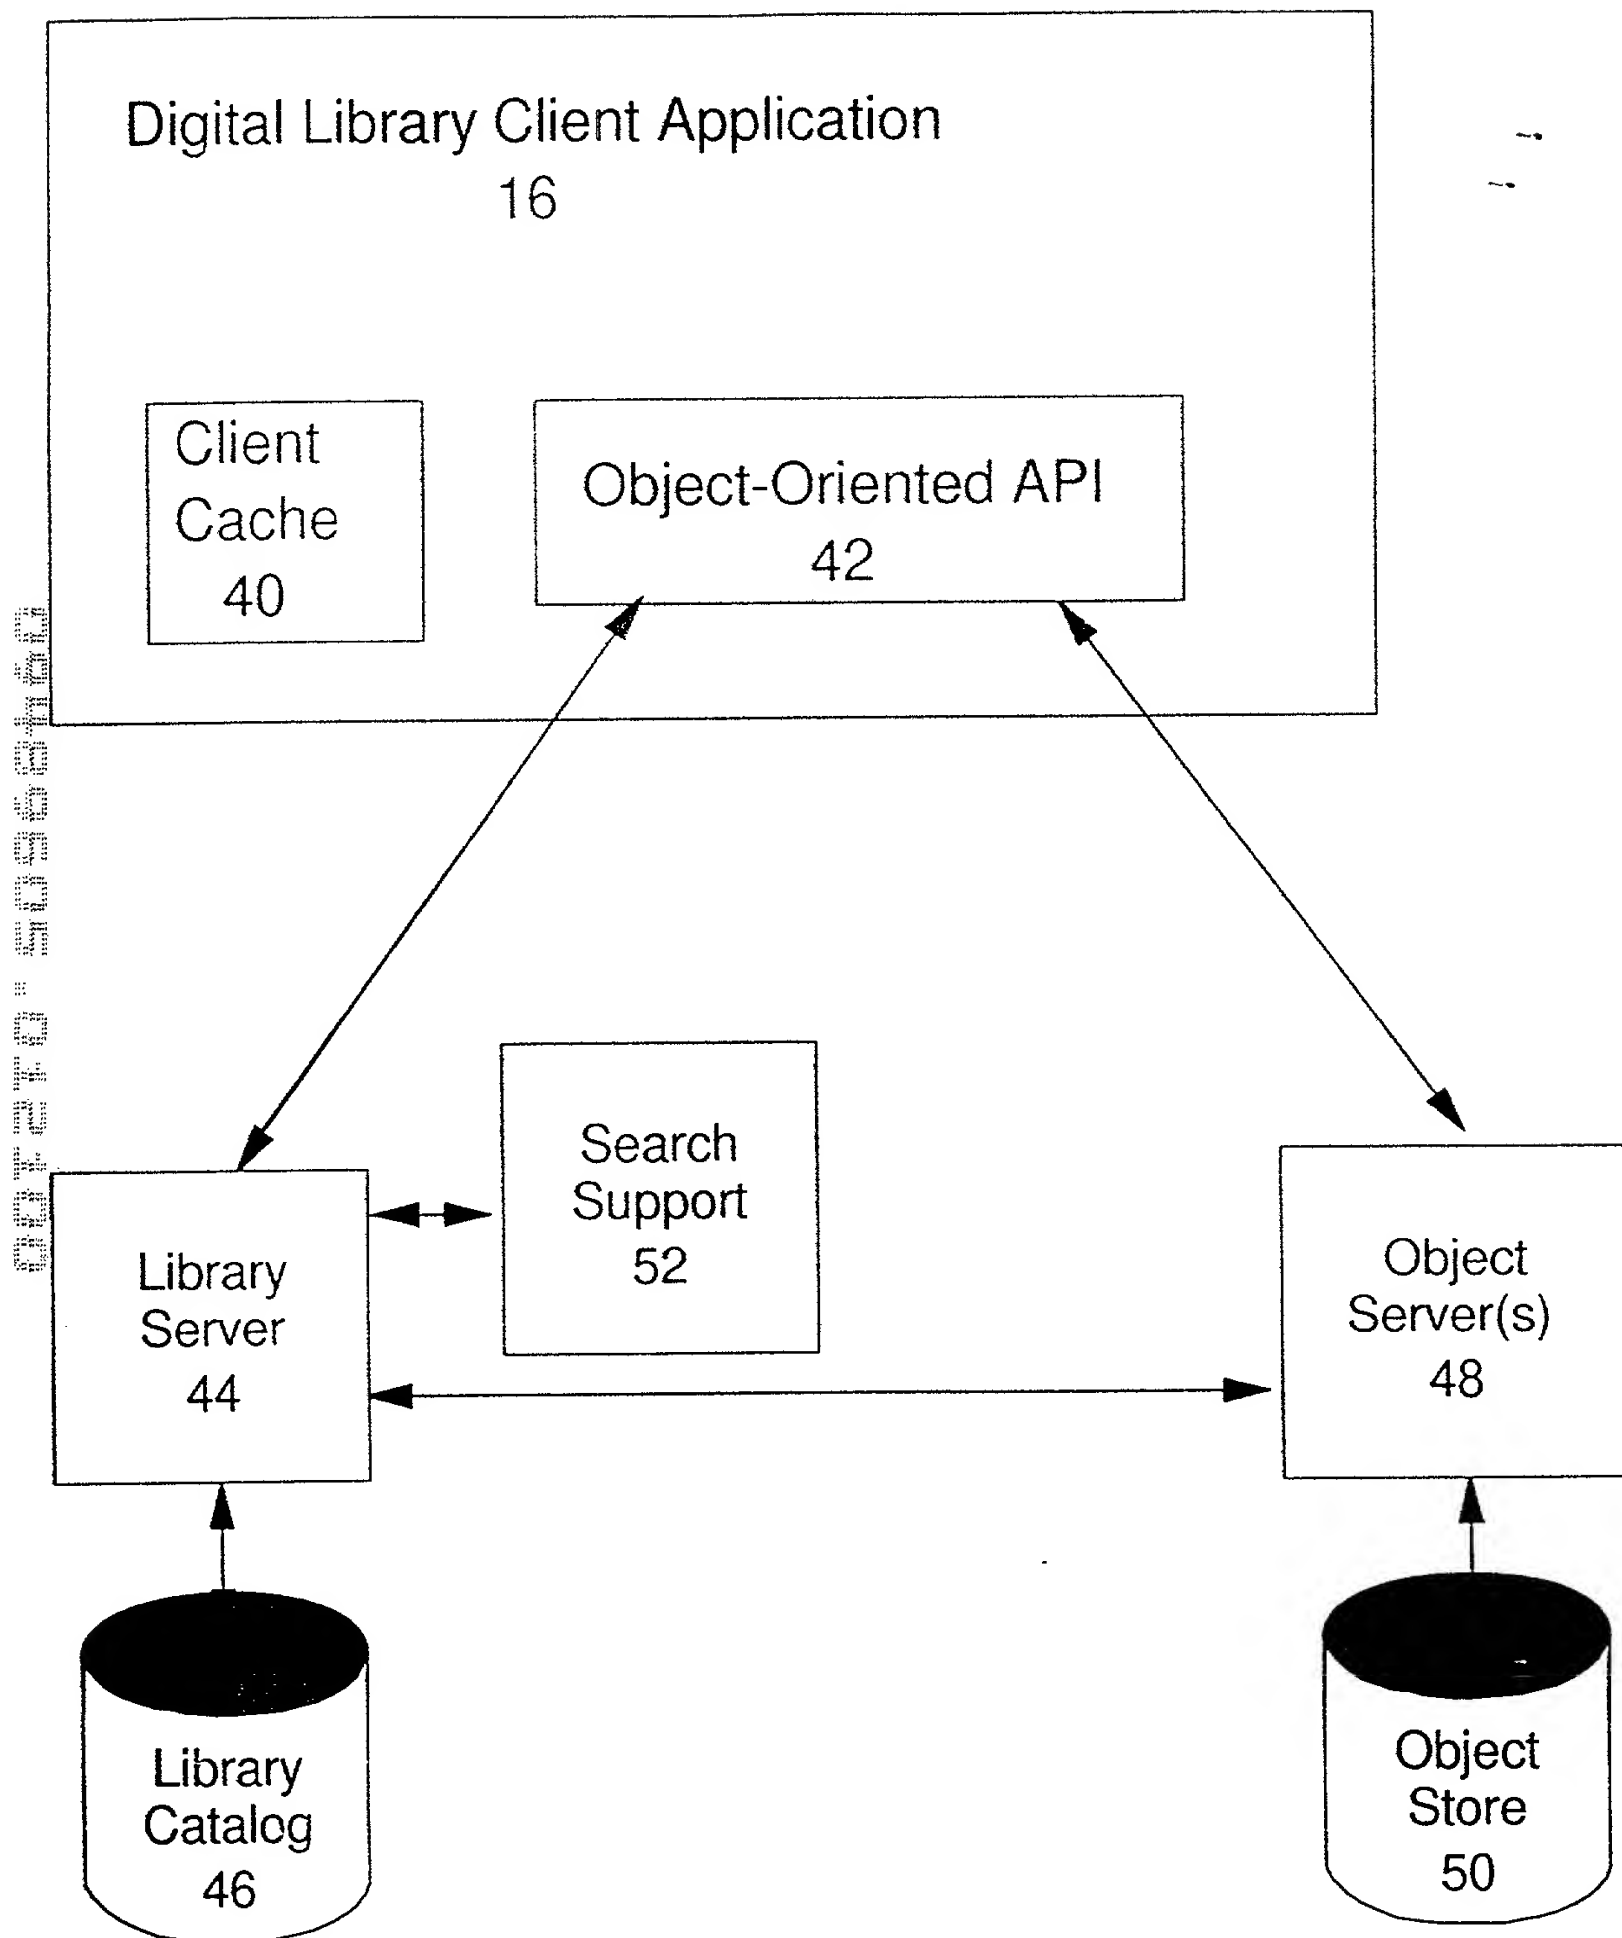 Digital Library Client Application
16
Client
Cache
40
Object-Oriented API
42
Search
Support
52
Library
Server
44
Object
Server(s)
48
Library
Catalog
46
Object
Store
50